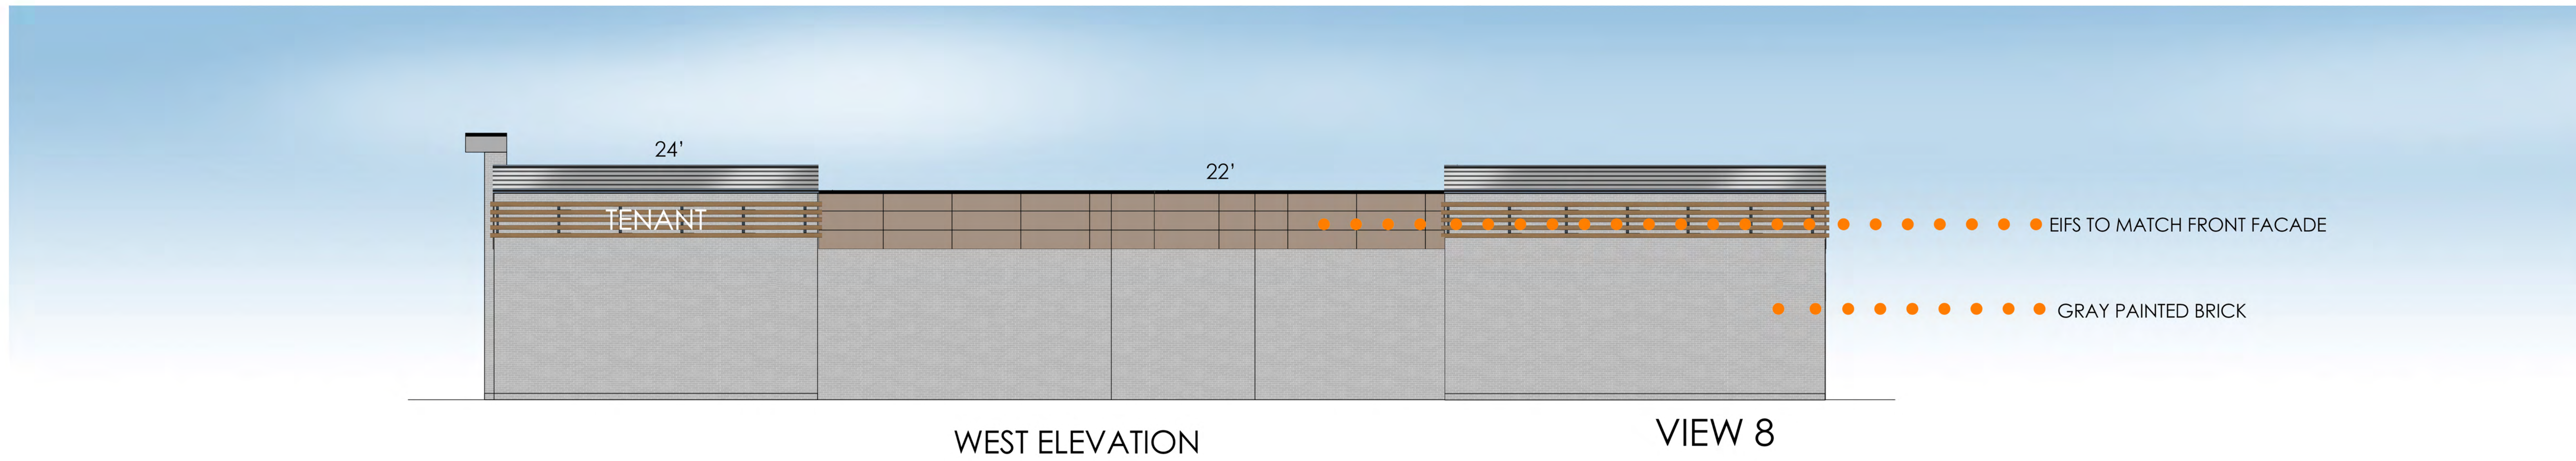 24'
22'
TENANT
EIFS TO MATCH FRONT FACADE
GRAY PAINTED BRICK
WEST ELEVATION
VIEW 8